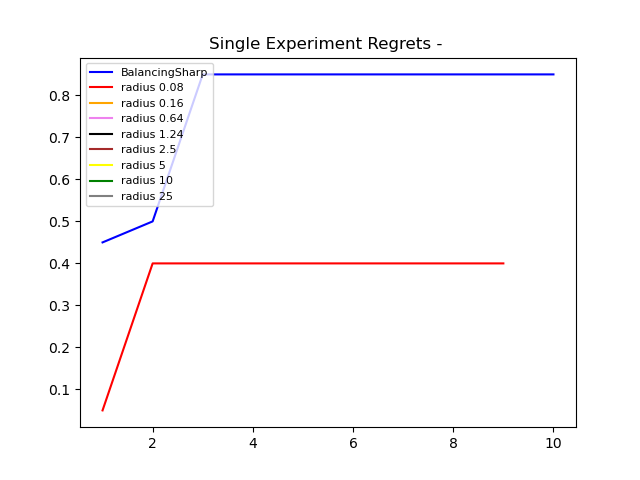 Single Experiment Regrets -
BalancingSharp
radius 0.08
radius 0.16
radius 0.64
radius 1.24
radius 2.5
radius 5
radius 10
radius 25
0.8
0.7
0.6
0.5
0.4
0.3
0.2
0.1
2 4 6 8 10